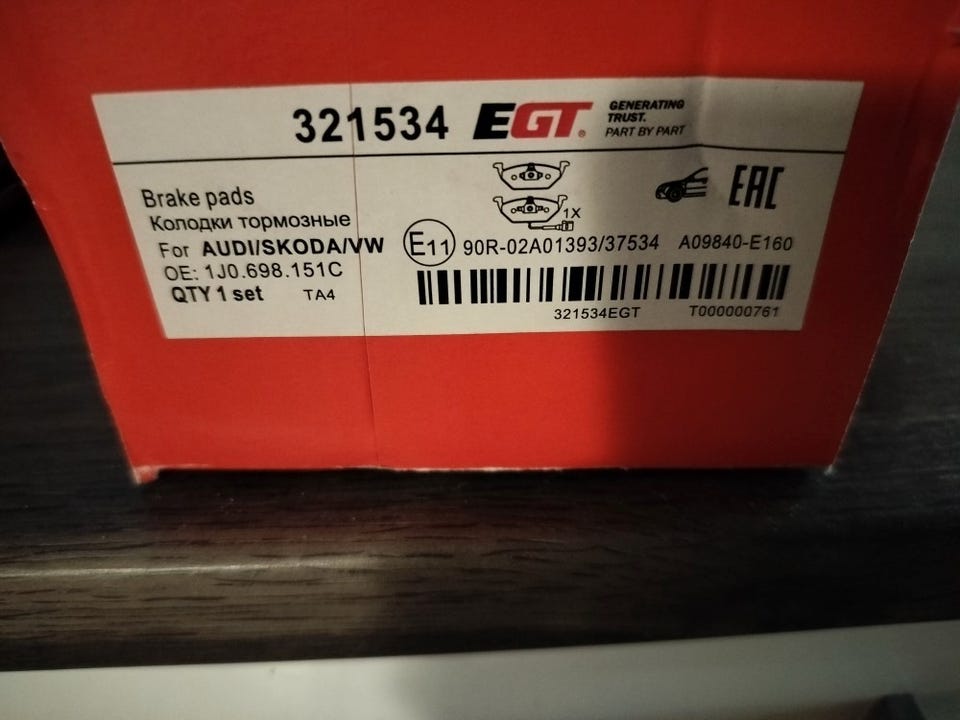 321534 EGT® GENERATING
TRUST.
PART BY PART
Brake pads
Колодки тормозные
For AUDI/SKODA/VW
OE: 1J0.698.151C
QTY 1 set TA4
1X
EAC
E11 90R-02A01393/37534 A09840-E160
321534EGT T000000761